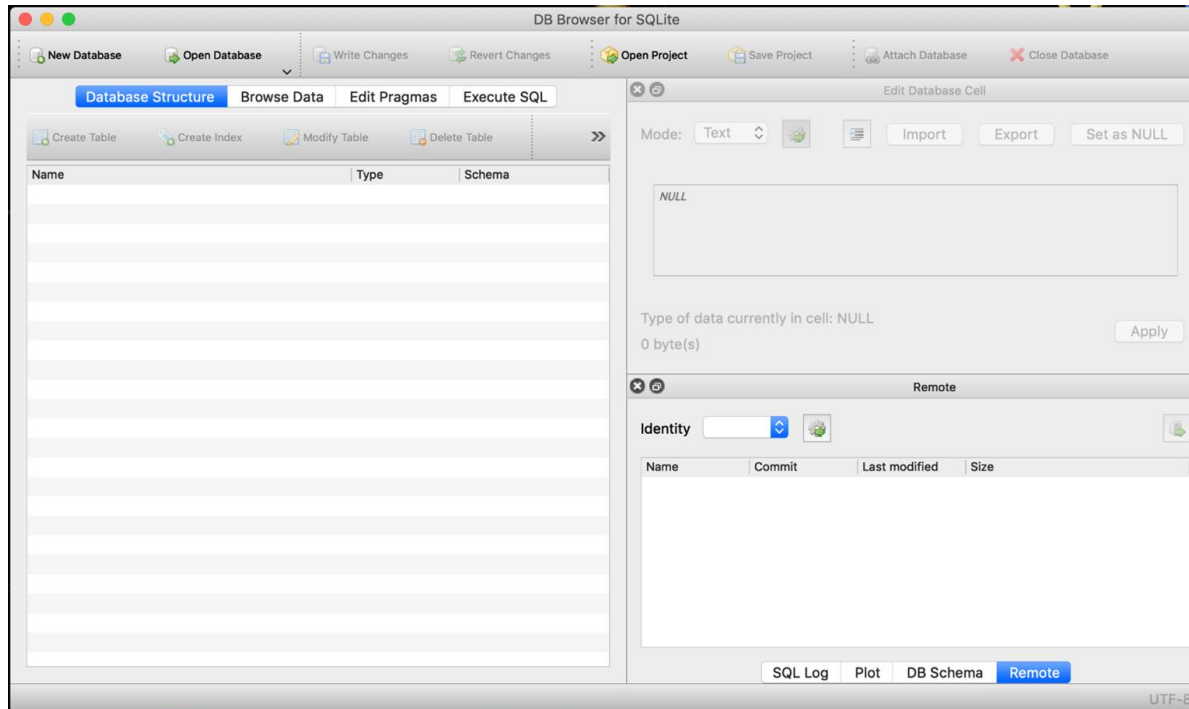 DB Browser for SQLite
New Database Open Database Write Changes Revert Changes Open Project Save Project Attach Database Close Database
Database Structure Browse Data Edit Pragmas Execute SQL
Create Table Create Index Modify Table Delete Table
Name Type Schema
Edit Database Cell
Mode: Text Import Export Set as NULL
NULL
Type of data currently in cell: NULL
0 byte(s)
Apply
Remote
Identity
Name Commit Last modified Size
SQL Log Plot DB Schema Remote
UTF-8